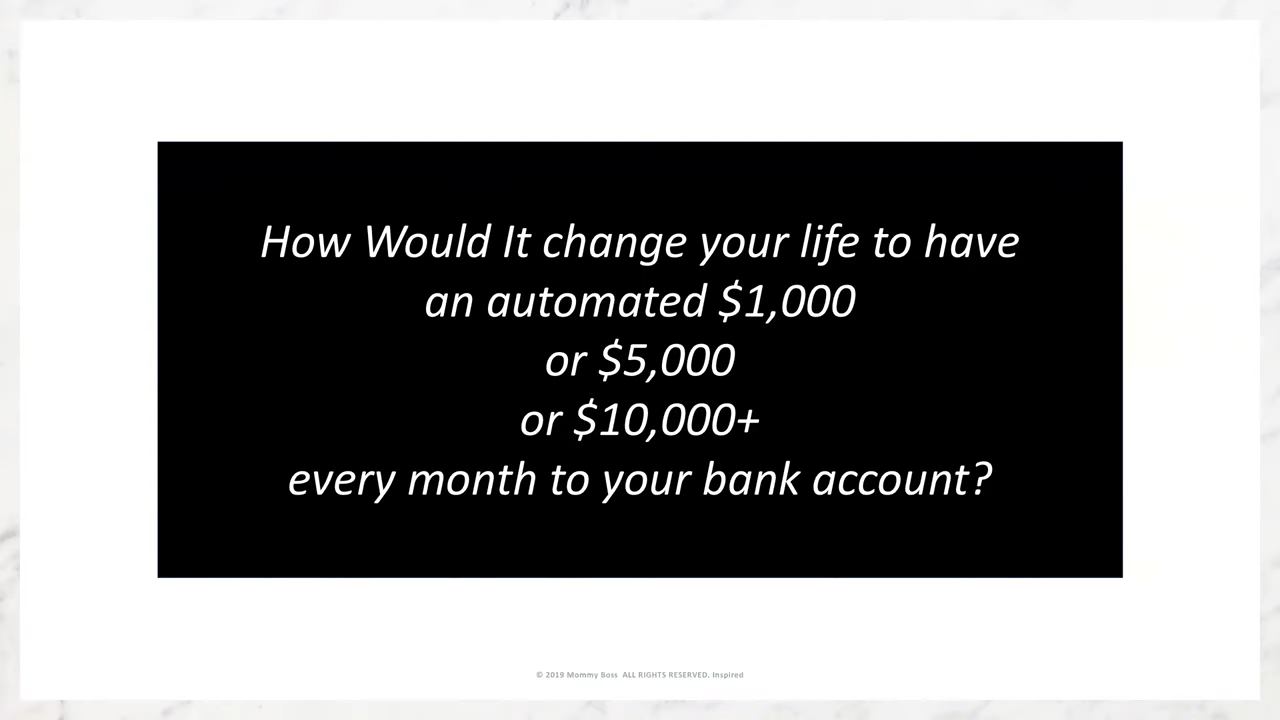 How Would It change your life to have
an automated $1,000
or $5,000
or $10,000+
every month to your bank account?
© 2019 Mommy Boss ALL RIGHTS RESERVED. Inspired